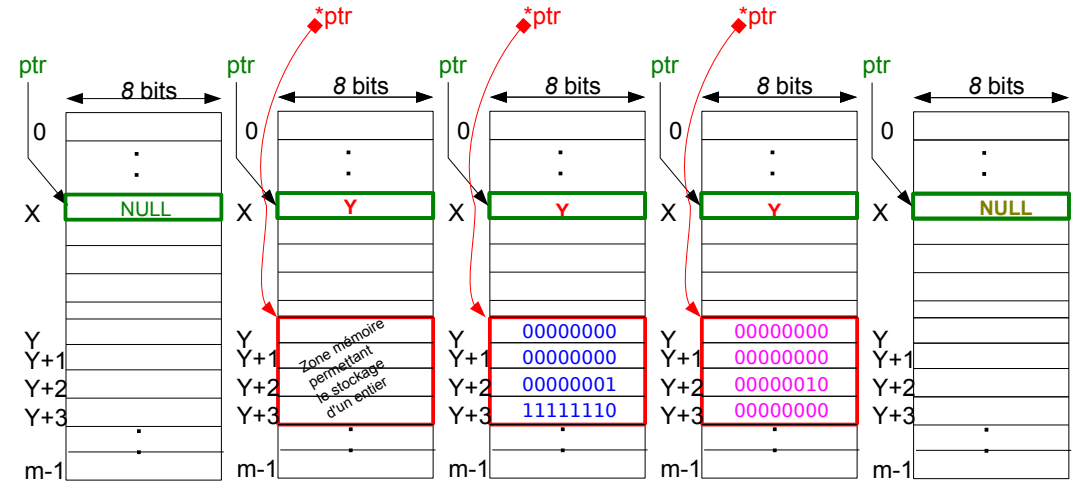 *ptr *ptr *ptr
ptr ptr ptr ptr ptr
8 bits 8 bits 8 bits 8 bits 8 bits
0 0 0 0 0
: : : : :
X NULL X Y X Y X Y X NULL
Y Y Y 00000000 Y 00000000 Y
Y+1 Y+1 Y+1 00000000 Y+1 00000000 Y+1
Y+2 Y+2 Y+2 00000001 Y+2 00000010 Y+2
Y+3 Y+3 Y+3 11111110 Y+3 00000000 Y+3
Zone mémoire
permettant
le stockage
d'un entier
: : : : :
m-1 m-1 m-1 m-1 m-1